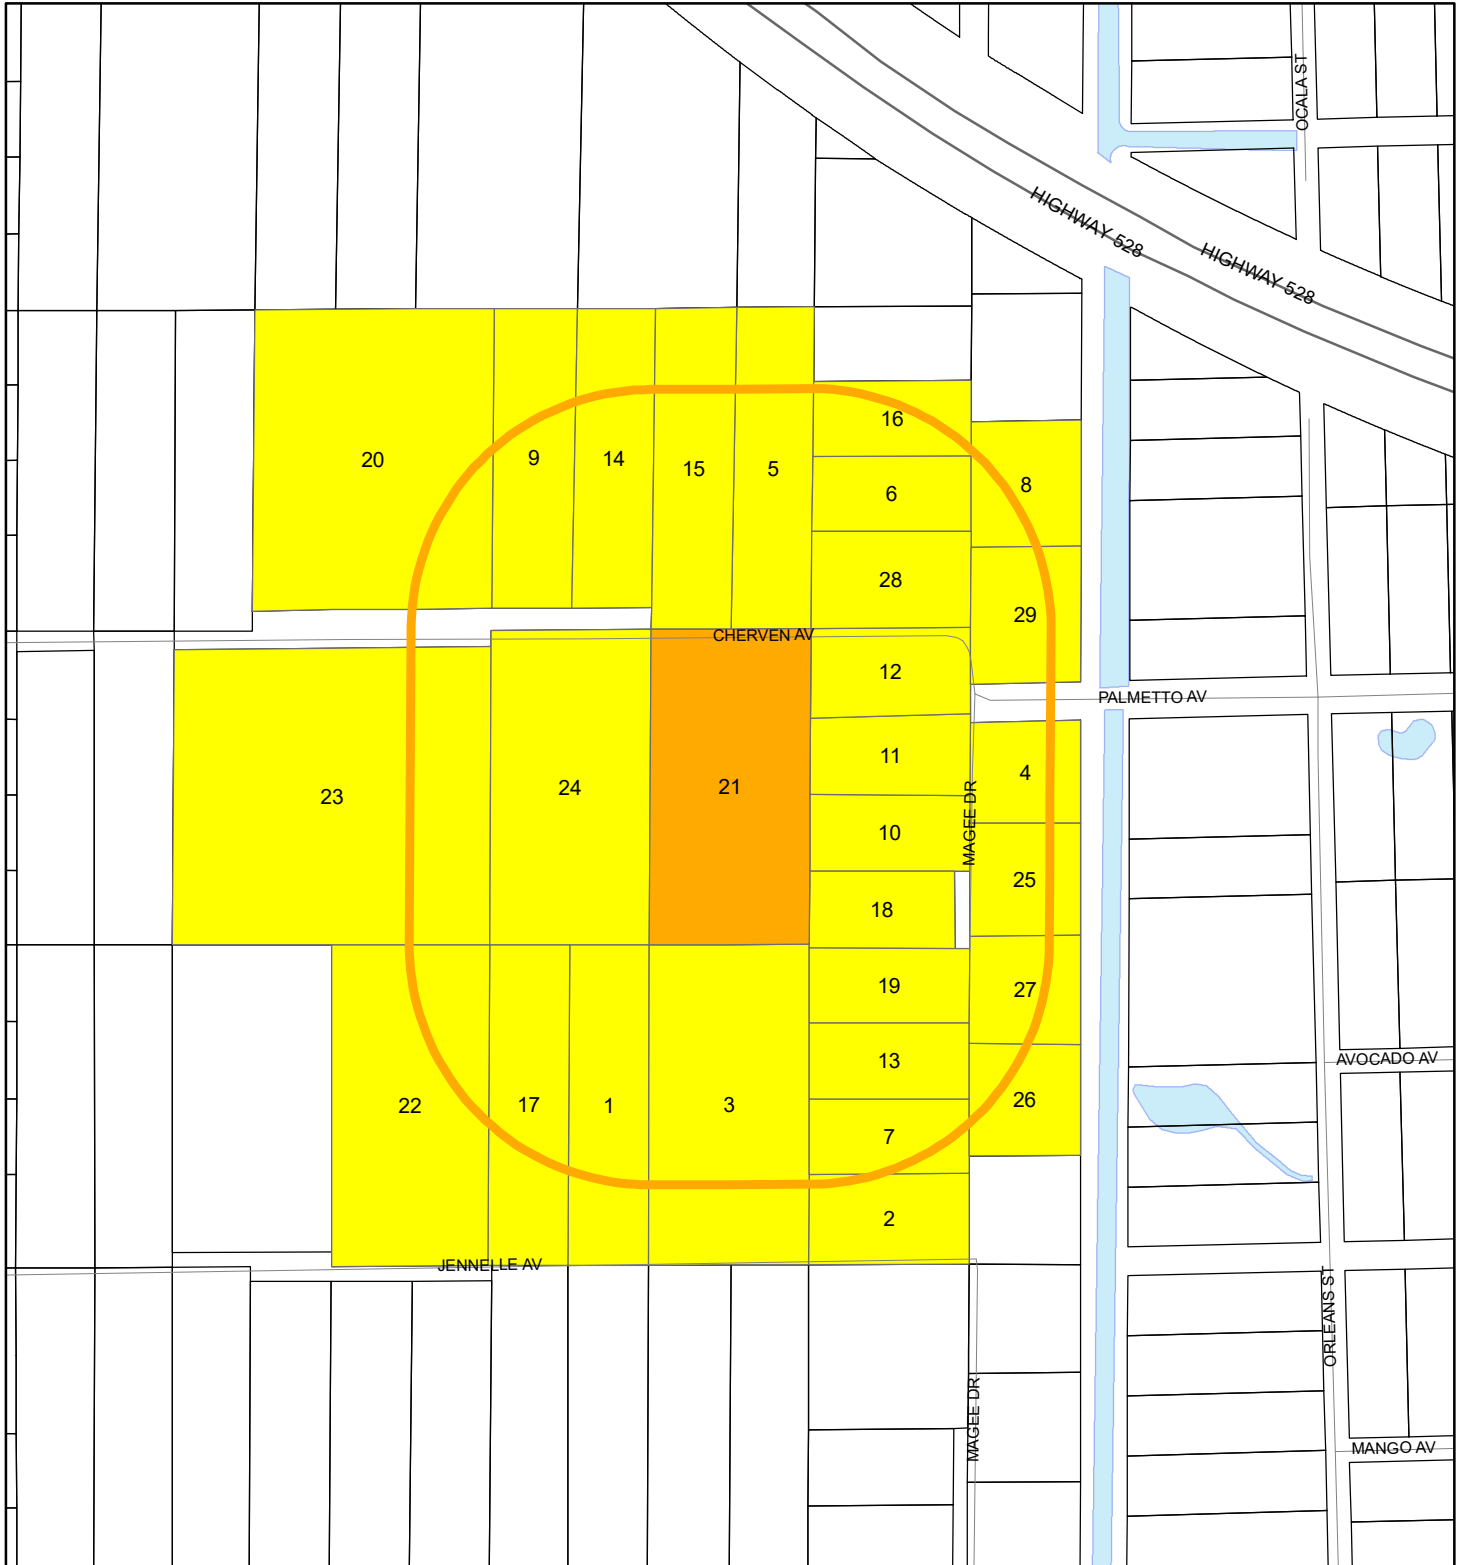 OCALA ST
HIGHWAY 528
HIGHWAY 528
16
20
9
14
15
5
8
6
28
29
CHERVEN AV
12
PALMETTO AV
11
4
21
24
23
MAGEE DR
10
25
18
19
27
13
AVOCADO AV
26
22
17
1
3
7
2
JENNELLE AV
ORLEANS ST
MAGEE DR
MANGO AV